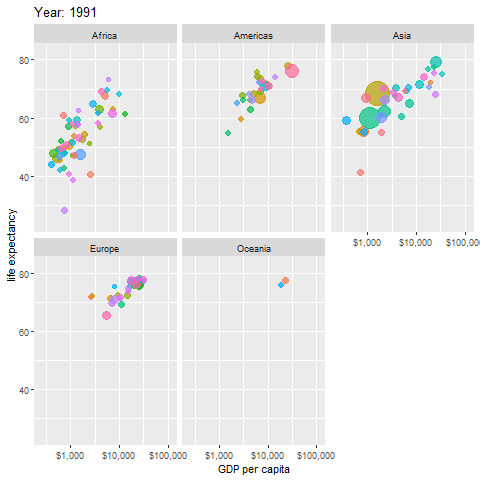 Year: 1991
Africa
Americas
Asia
80
60
40
$1,000
$10,000
$100,000
Europe
Oceania
80
60
40
$1,000
$10,000
$100,000
$1,000
$10,000
$100,000
life expectancy
GDP per capita